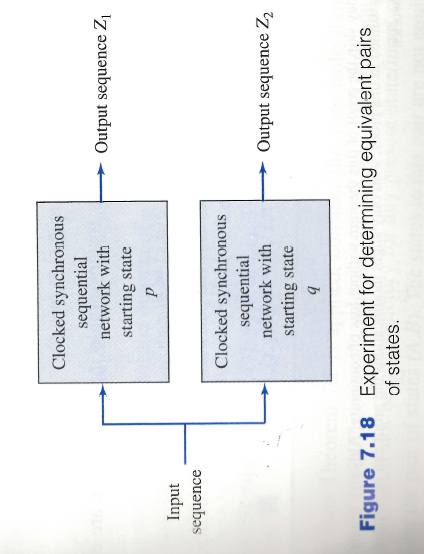 Input
sequence
Clocked synchronous
sequential
network with
starting state
p
Output sequence Z1
Clocked synchronous
sequential
network with
starting state
q
Output sequence Z2
Figure 7.18 Experiment for determining equivalent pairs
of states.